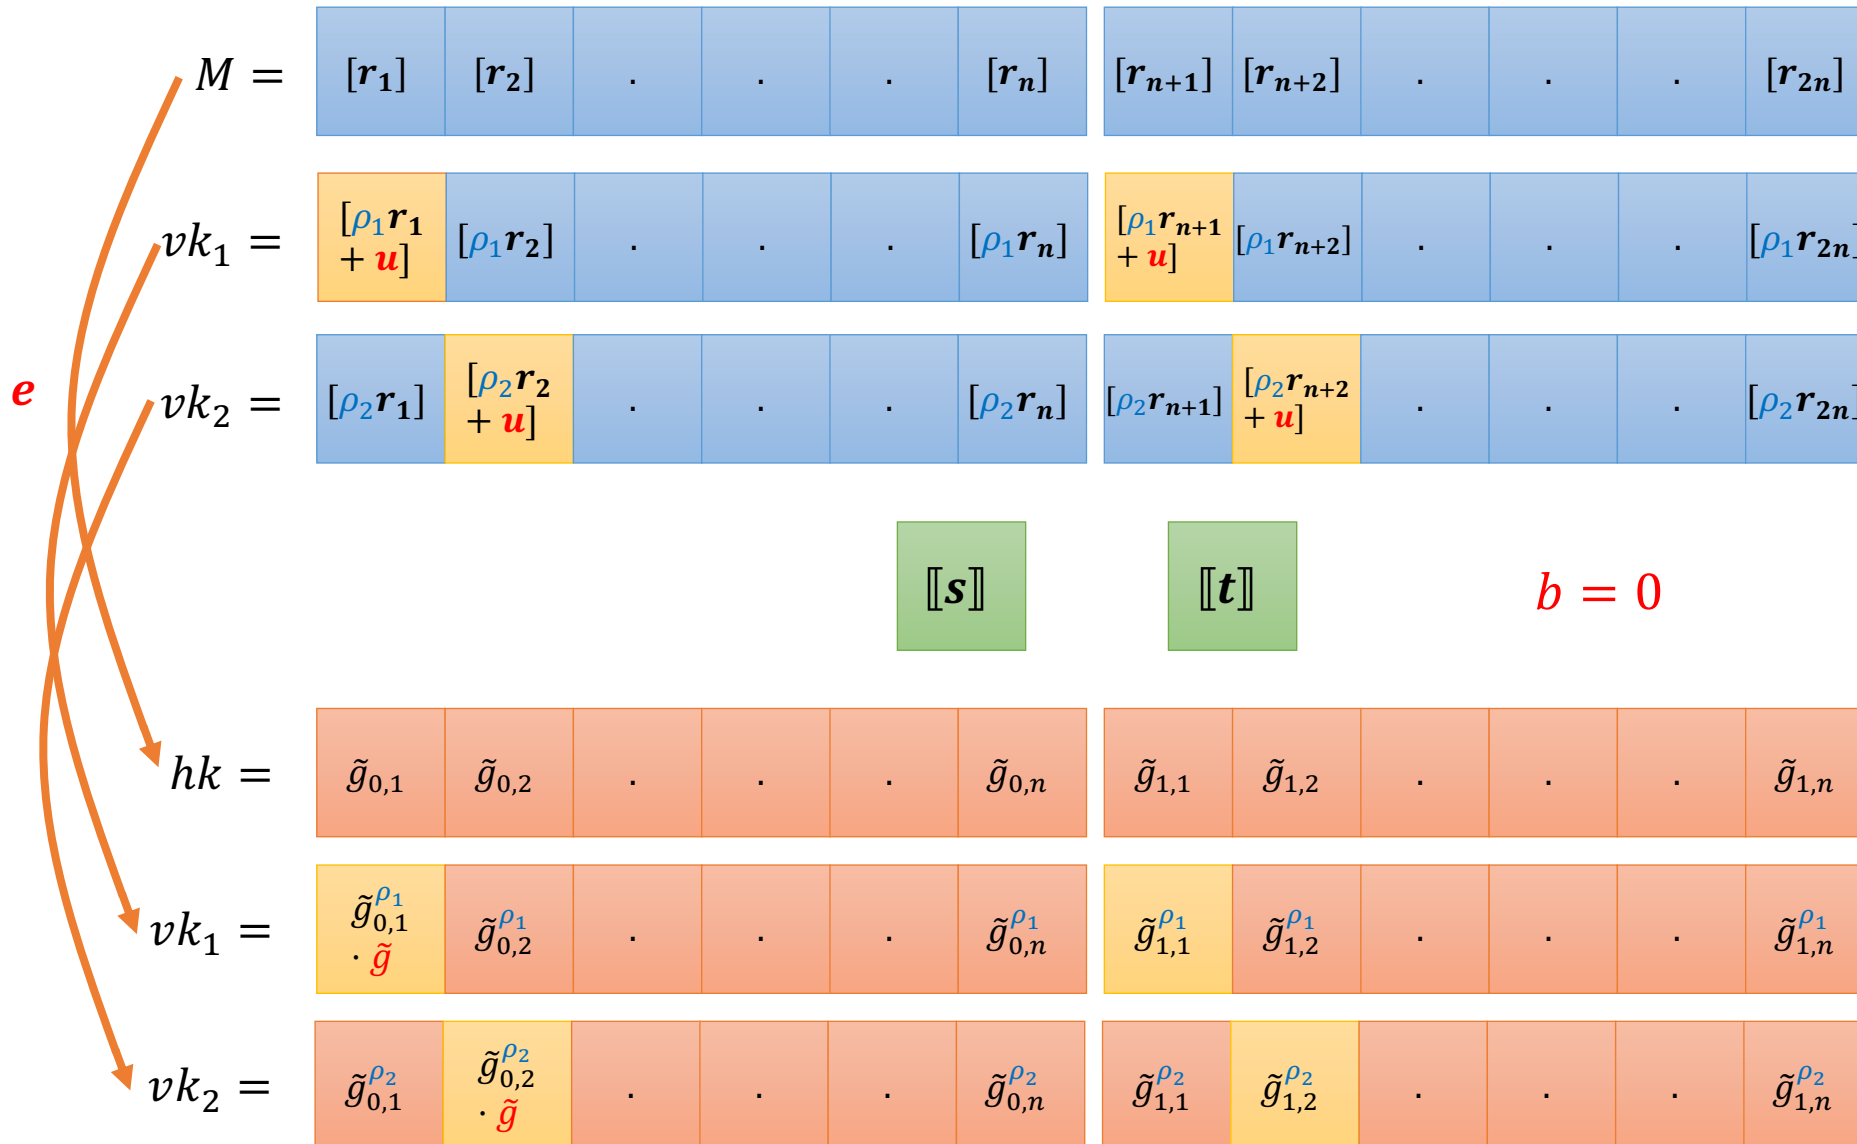 M = [r₁] [r₂] . . . [rₙ] [rₙ₊₁] [rₙ₊₂] . . . [r₂ₙ]
vk₁ = [ρ₁r₁ + u] [ρ₁r₂] . . . [ρ₁rₙ] [ρ₁rₙ₊₁ + u] [ρ₁rₙ₊₂] . . . [ρ₁r₂ₙ]
e
vk₂ = [ρ₂r₁] [ρ₂r₂ + u] . . . [ρ₂rₙ] [ρ₂rₙ₊₁] [ρ₂rₙ₊₂ + u] . . . [ρ₂r₂ₙ]
⟦s⟧ ⟦t⟧ b = 0
hk = g̃_{0,1} g̃_{0,2} . . . g̃_{0,n} g̃_{1,1} g̃_{1,2} . . . g̃_{1,n}
vk₁ = g̃_{0,1}^{ρ₁} · g̃ g̃_{0,2}^{ρ₁} . . . g̃_{0,n}^{ρ₁} g̃_{1,1}^{ρ₁} g̃_{1,2}^{ρ₁} . . . g̃_{1,n}^{ρ₁}
vk₂ = g̃_{0,1}^{ρ₂} g̃_{0,2}^{ρ₂} · g̃ . . . g̃_{0,n}^{ρ₂} g̃_{1,1}^{ρ₂} g̃_{1,2}^{ρ₂} . . . g̃_{1,n}^{ρ₂}